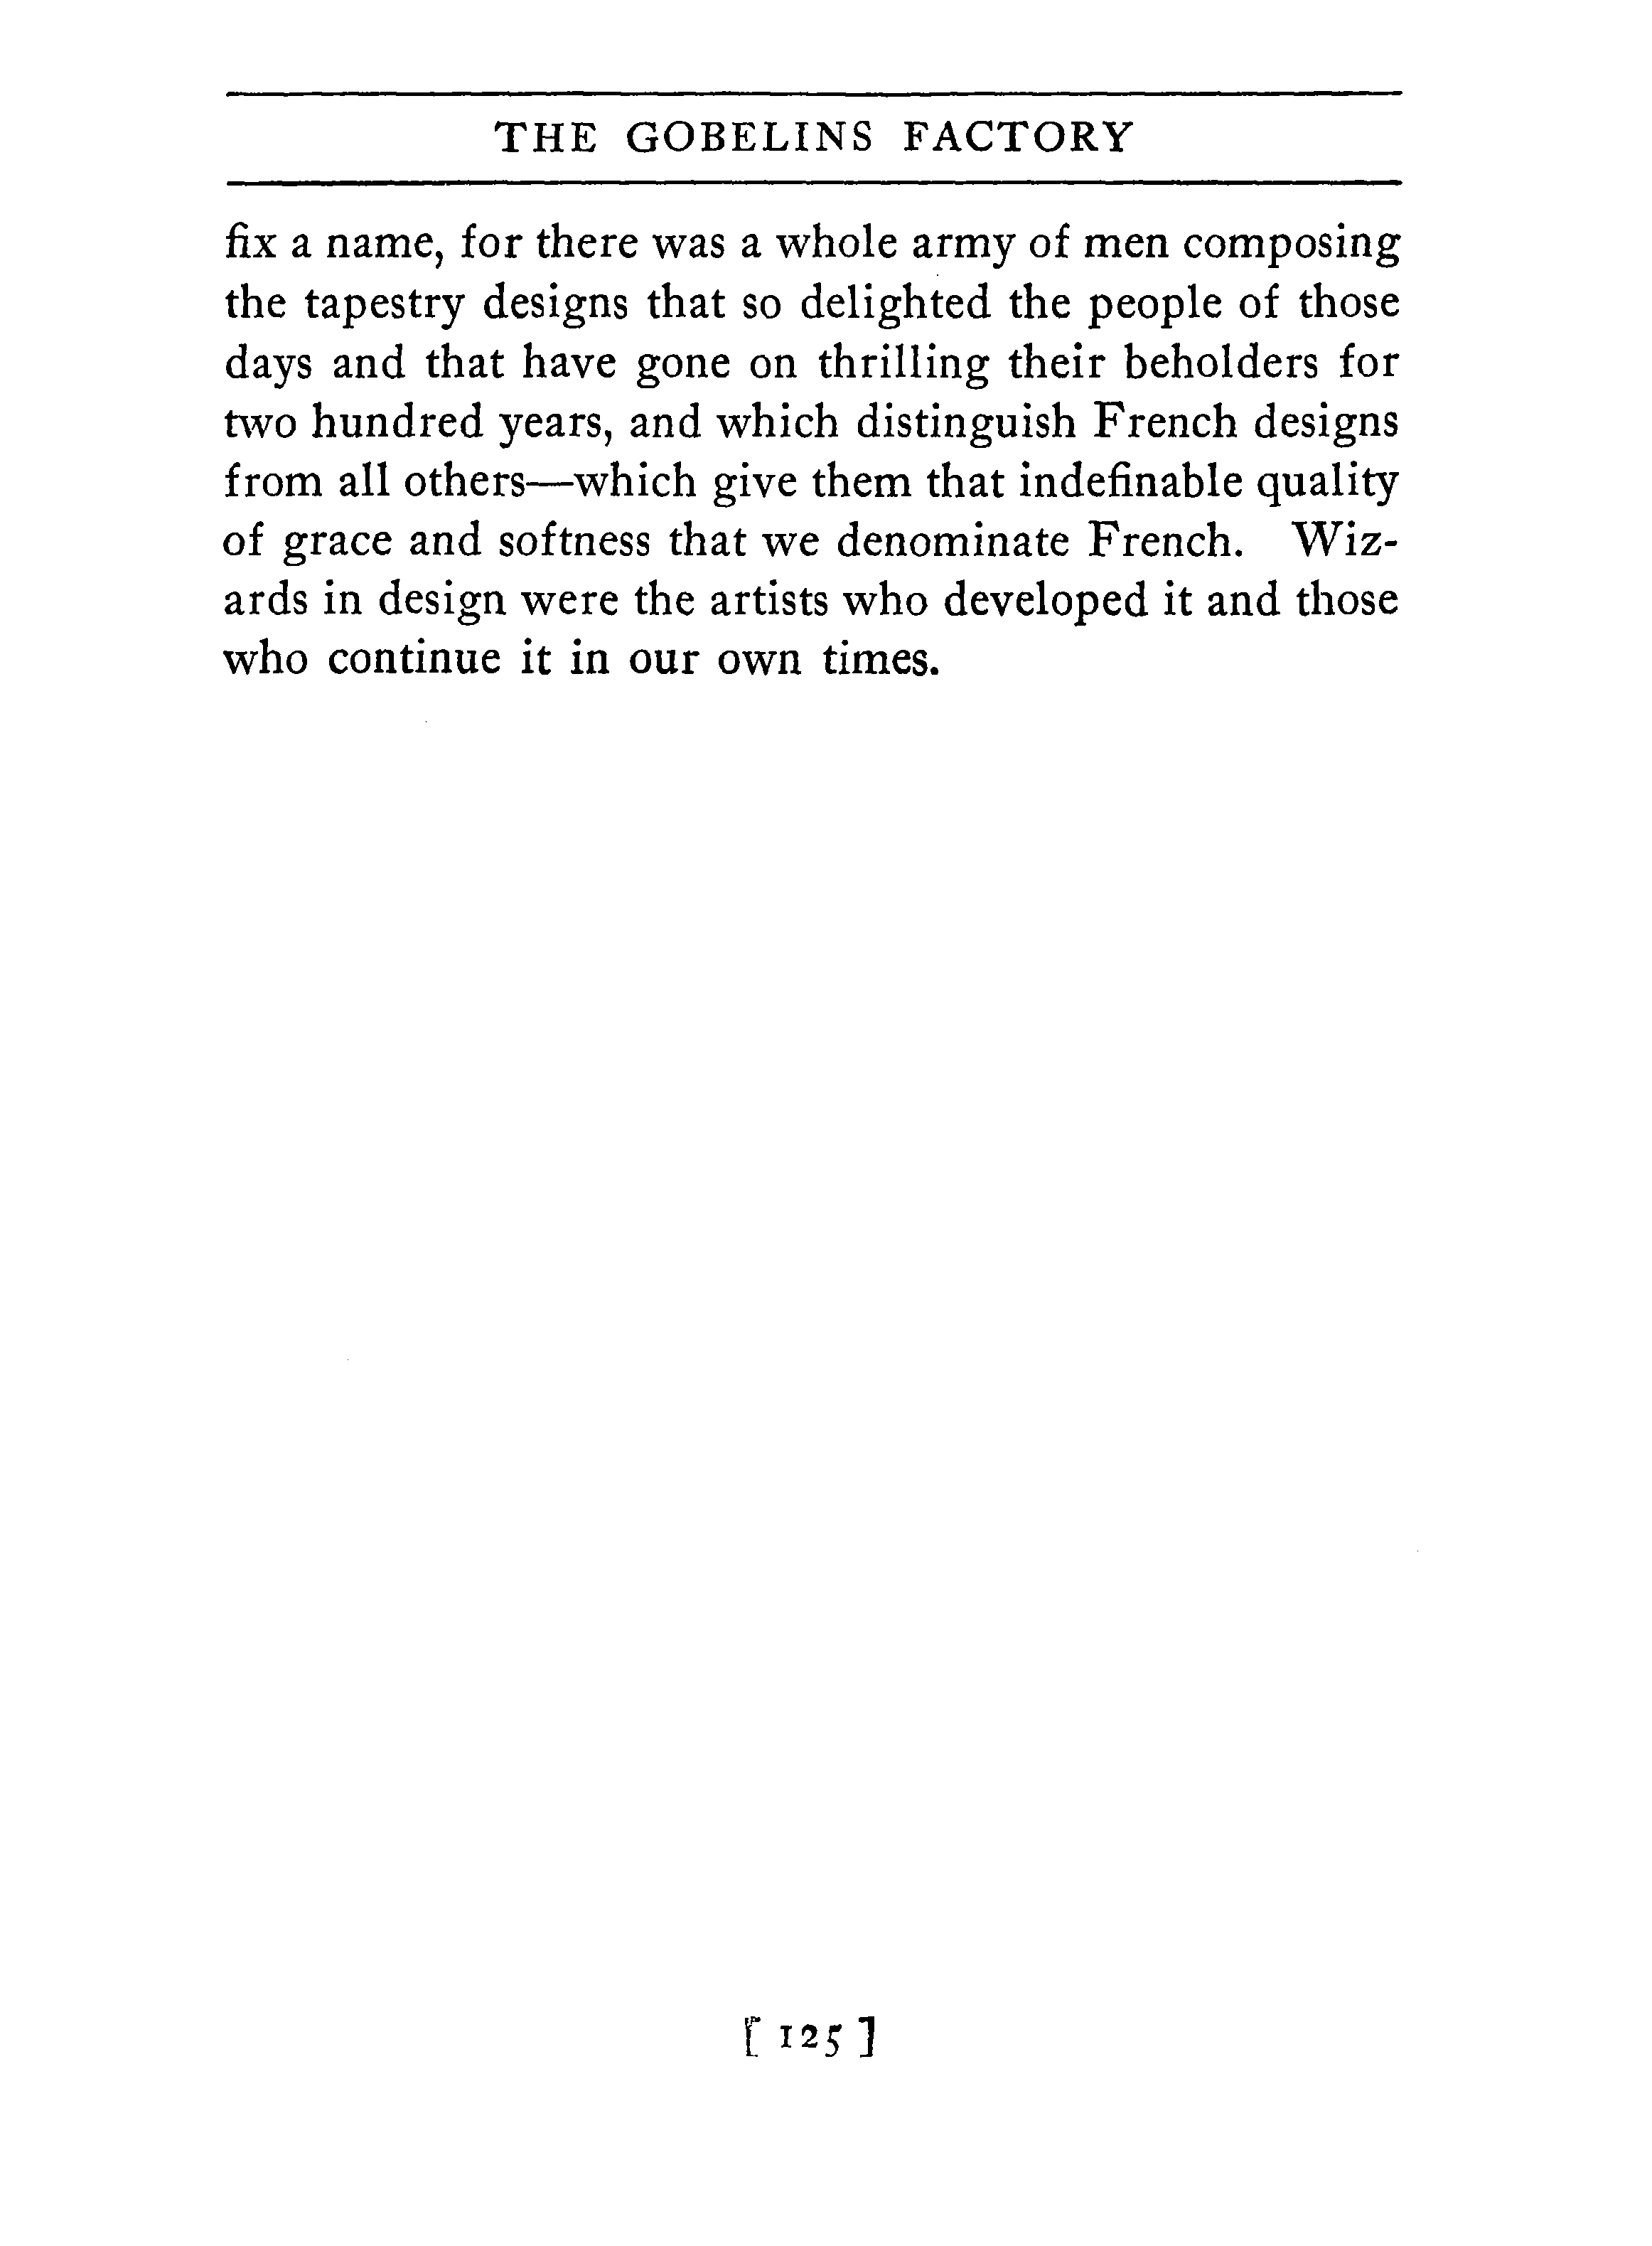 THE GOBELINS FACTORY
fix a name, for there was a whole army of men composing
the tapestry designs that so delighted the people of those
days and that have gone on thrilling their beholders for
two hundred years, and which distinguish French designs
from all others—which give them that indefinable quality
of grace and softness that we denominate French. Wiz-
ards in design were the artists who developed it and those
who continue it in our own times.
[ 125 ]